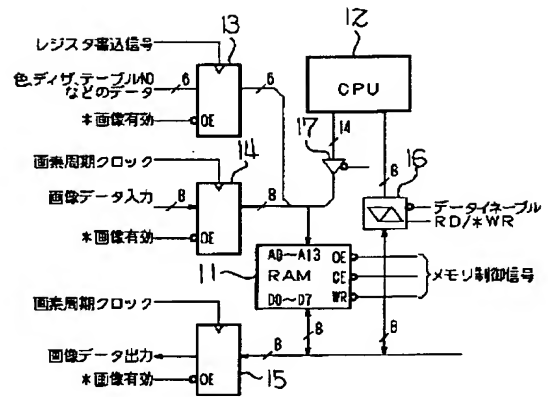 レジスタ書込信号
13
12
色、ディザ、テーブルNO
などのデータ
6
6
CPU
*画像有効
OE
17
14
画素周期クロック
14
8
16
画像データ入力
8
8
データイネーブル
RD/*WR
*画像有効
OE
A0〜A13
OE
11
RAM
CE
メモリ制御信号
D0〜D7
WR
画素周期クロック
8
8
画像データ出力
8
*画像有効
OE
15